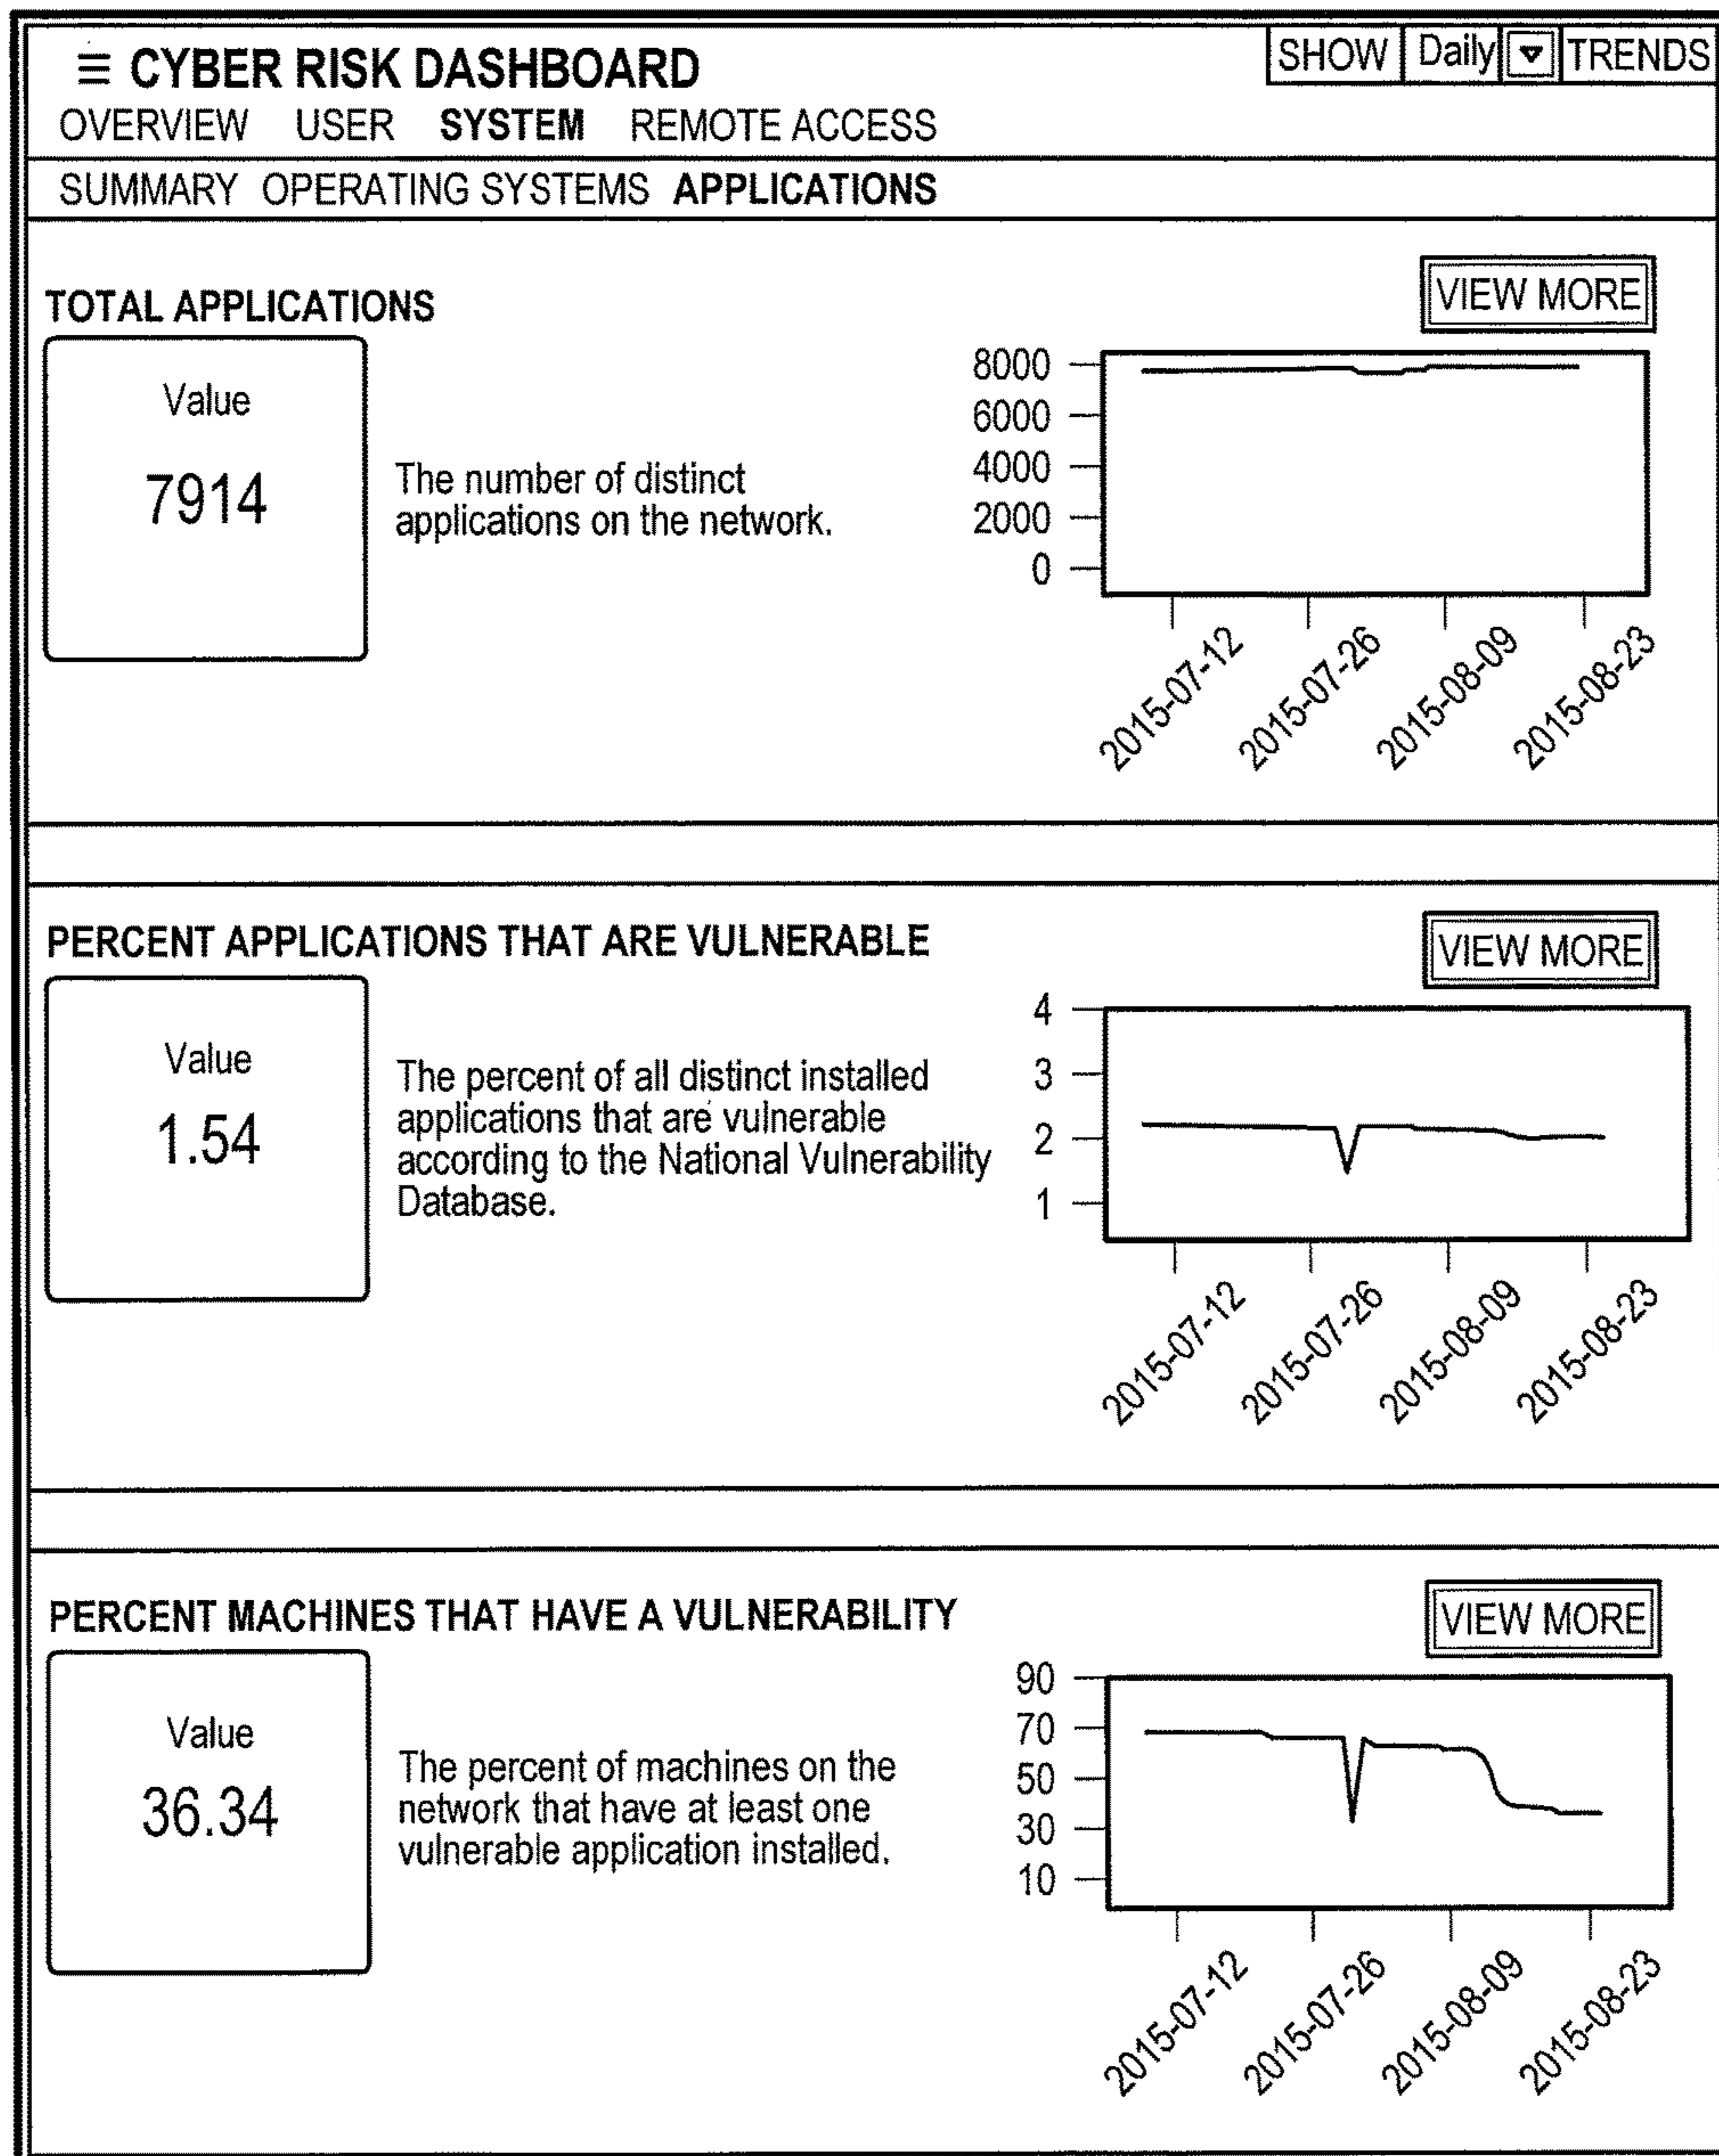 ≡ CYBER RISK DASHBOARD
SHOW Daily TRENDS
OVERVIEW USER SYSTEM REMOTE ACCESS
SUMMARY OPERATING SYSTEMS APPLICATIONS
TOTAL APPLICATIONS
VIEW MORE
Value
7914
The number of distinct
applications on the network.
8000
6000
4000
2000
0
2015-07-12
2015-07-26
2015-08-09
2015-08-23
PERCENT APPLICATIONS THAT ARE VULNERABLE
VIEW MORE
Value
1.54
The percent of all distinct installed
applications that are vulnerable
according to the National Vulnerability
Database.
4
3
2
1
2015-07-12
2015-07-26
2015-08-09
2015-08-23
PERCENT MACHINES THAT HAVE A VULNERABILITY
VIEW MORE
Value
36.34
The percent of machines on the
network that have at least one
vulnerable application installed.
90
70
50
30
10
2015-07-12
2015-07-26
2015-08-09
2015-08-23